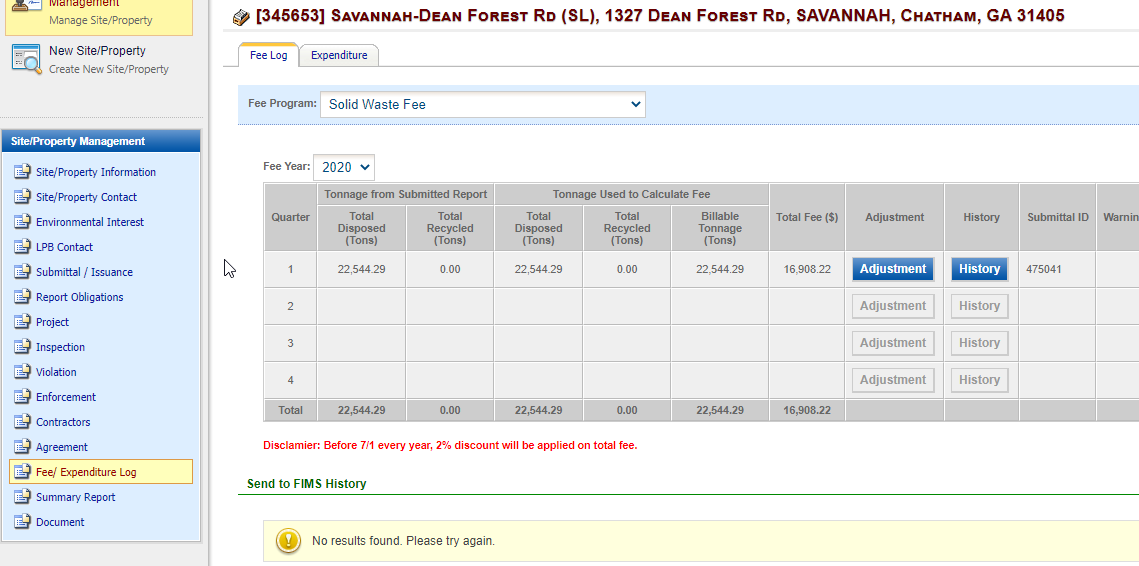 Management
Manage Site/Property
New Site/Property
Create New Site/Property
Site/Property Management
Site/Property Information
Site/Property Contact
Environmental Interest
LPB Contact
Submittal / Issuance
Report Obligations
Project
Inspection
Violation
Enforcement
Contractors
Agreement
Fee/ Expenditure Log
Summary Report
Document
[345653] Savannah-Dean Forest Rd (SL), 1327 Dean Forest Rd, SAVANNAH, Chatham, GA 31405
Fee Log Expenditure
Fee Program: Solid Waste Fee
Fee Year: 2020
Quarter Tonnage from Submitted Report Tonnage Used to Calculate Fee Total Fee ($) Adjustment History Submittal ID
Total Disposed (Tons) Total Recycled (Tons) Total Disposed (Tons) Total Recycled (Tons) Billable Tonnage (Tons)
1 22,544.29 0.00 22,544.29 0.00 22,544.29 16,908.22 Adjustment History 475041
2 Adjustment History
3 Adjustment History
4 Adjustment History
Total 22,544.29 0.00 22,544.29 0.00 22,544.29 16,908.22
Disclamier: Before 7/1 every year, 2% discount will be applied on total fee.
Send to FIMS History
No results found. Please try again.